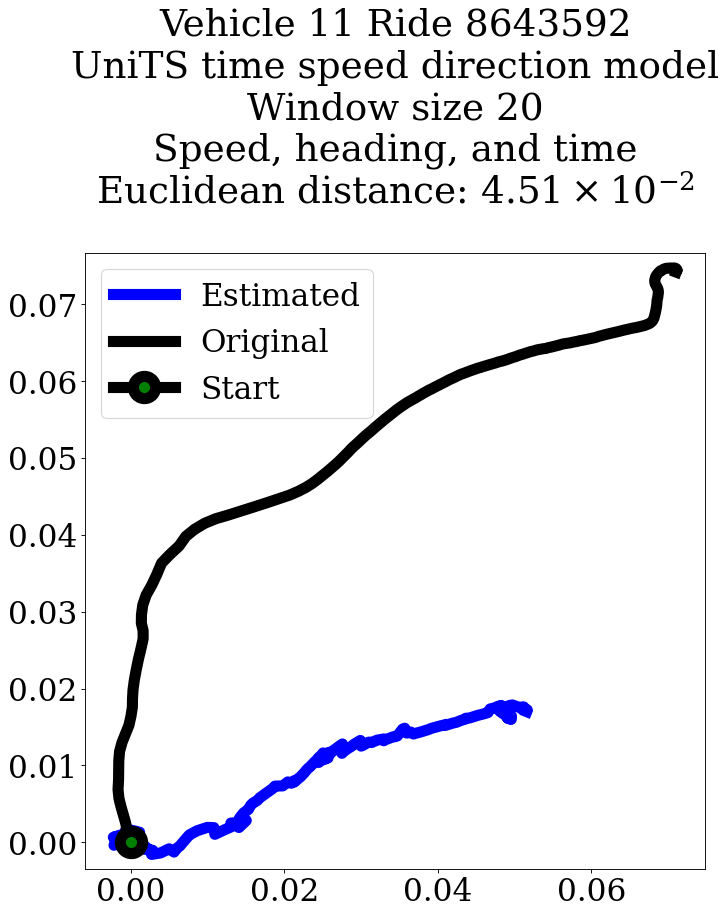 Vehicle 11 Ride 8643592
UniTS time speed direction model
Window size 20
Speed, heading, and time
Euclidean distance: 4.51 × 10⁻²
Estimated
Original
Start
0.07
0.06
0.05
0.04
0.03
0.02
0.01
0.00
0.00 0.02 0.04 0.06